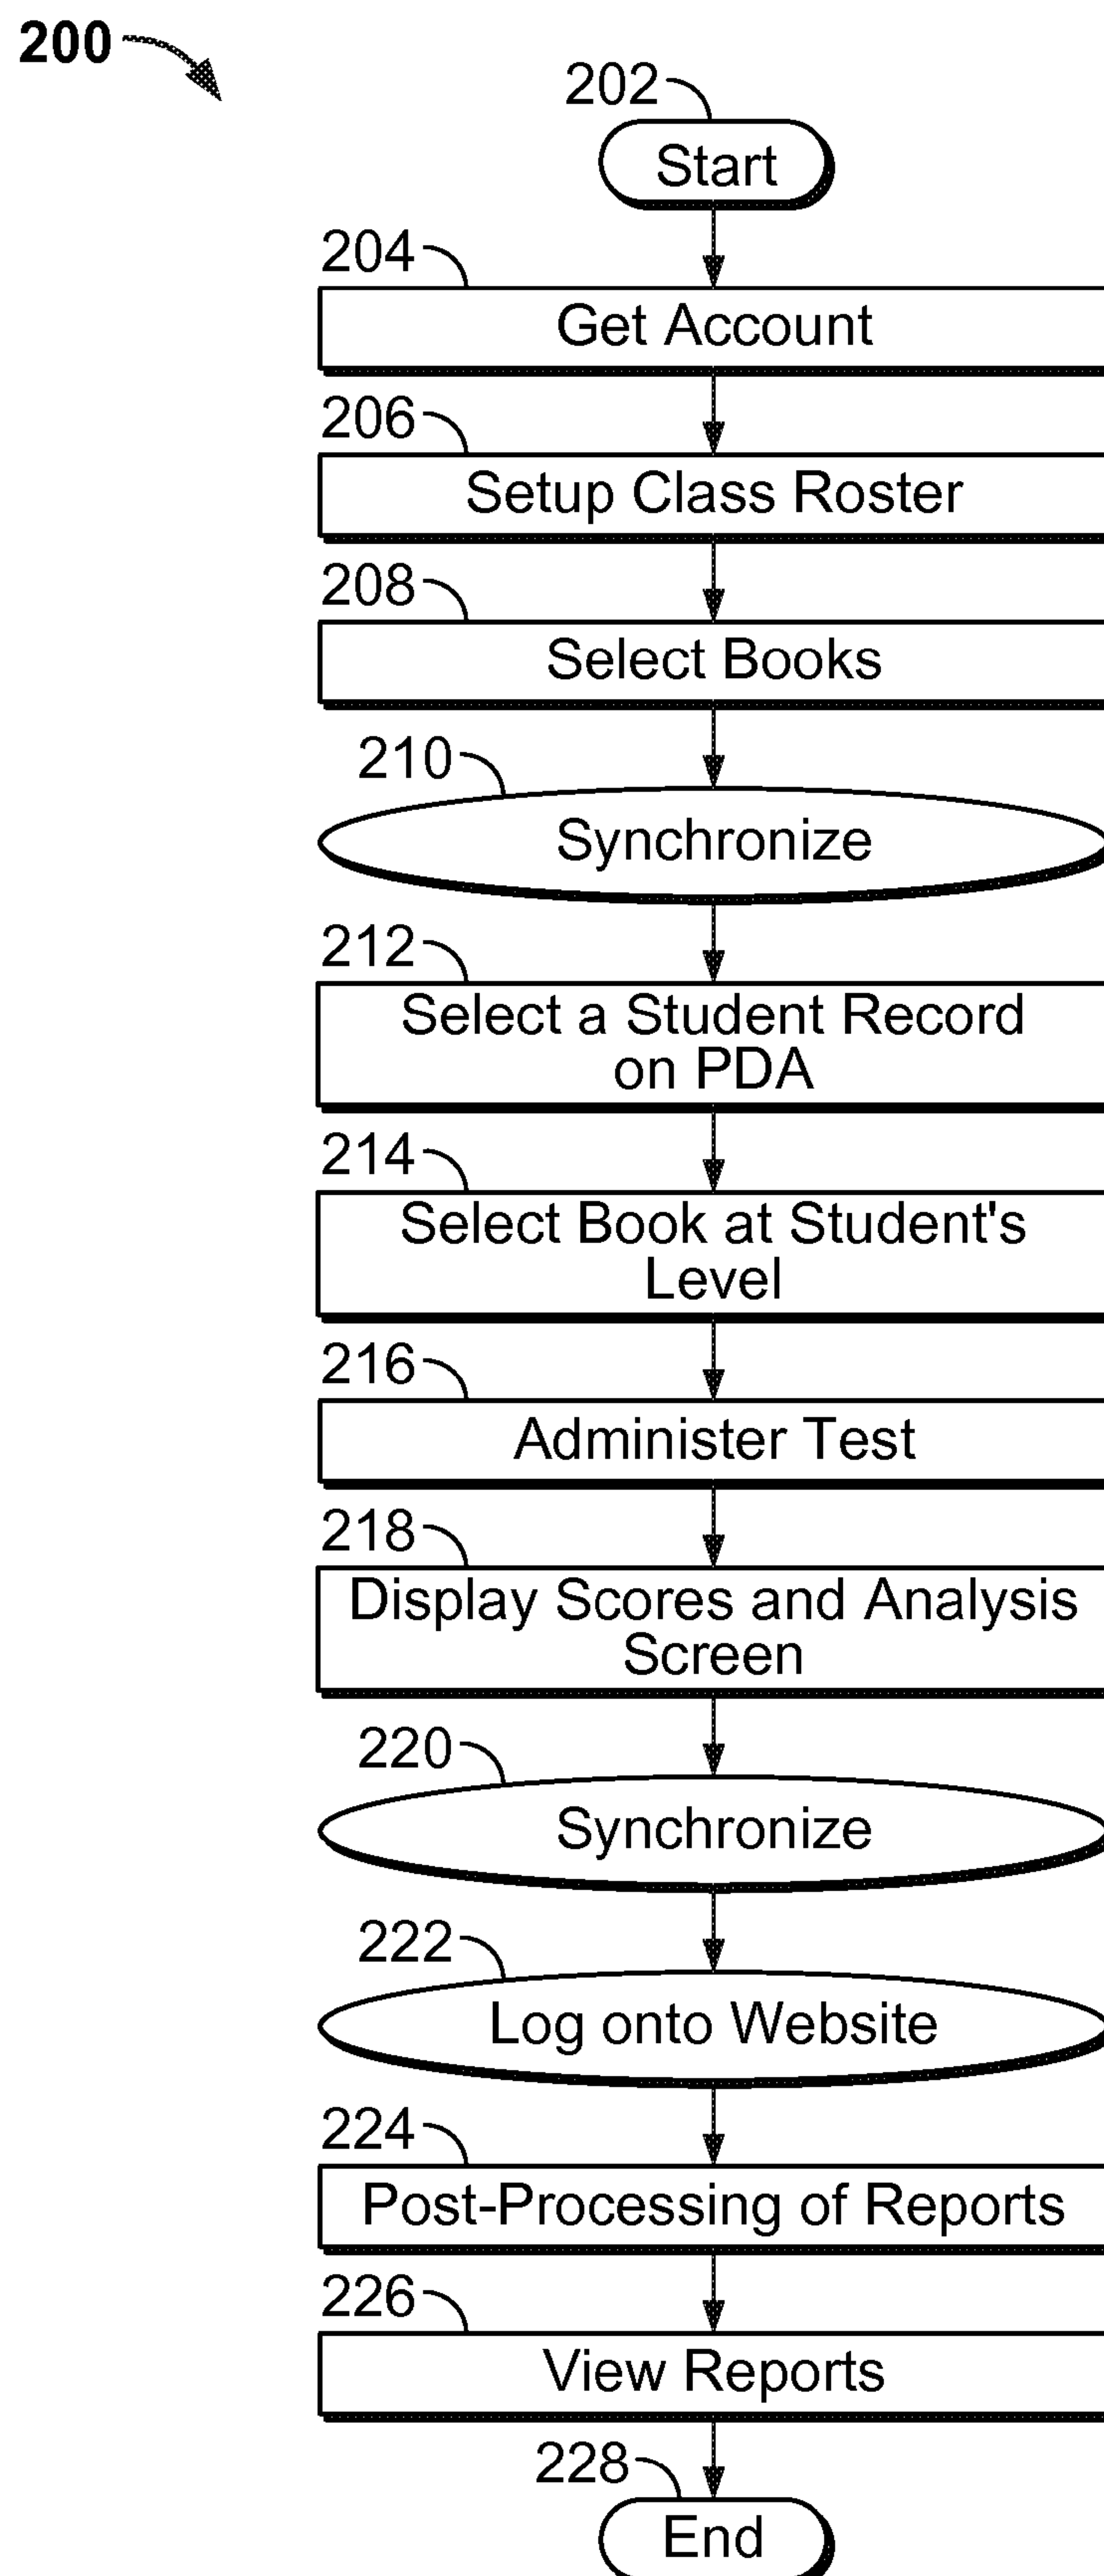 200
202
Start
204
Get Account
206
Setup Class Roster
208
Select Books
210
Synchronize
212
Select a Student Record
on PDA
214
Select Book at Student's
Level
216
Administer Test
218
Display Scores and Analysis
Screen
220
Synchronize
222
Log onto Website
224
Post-Processing of Reports
226
View Reports
228
End